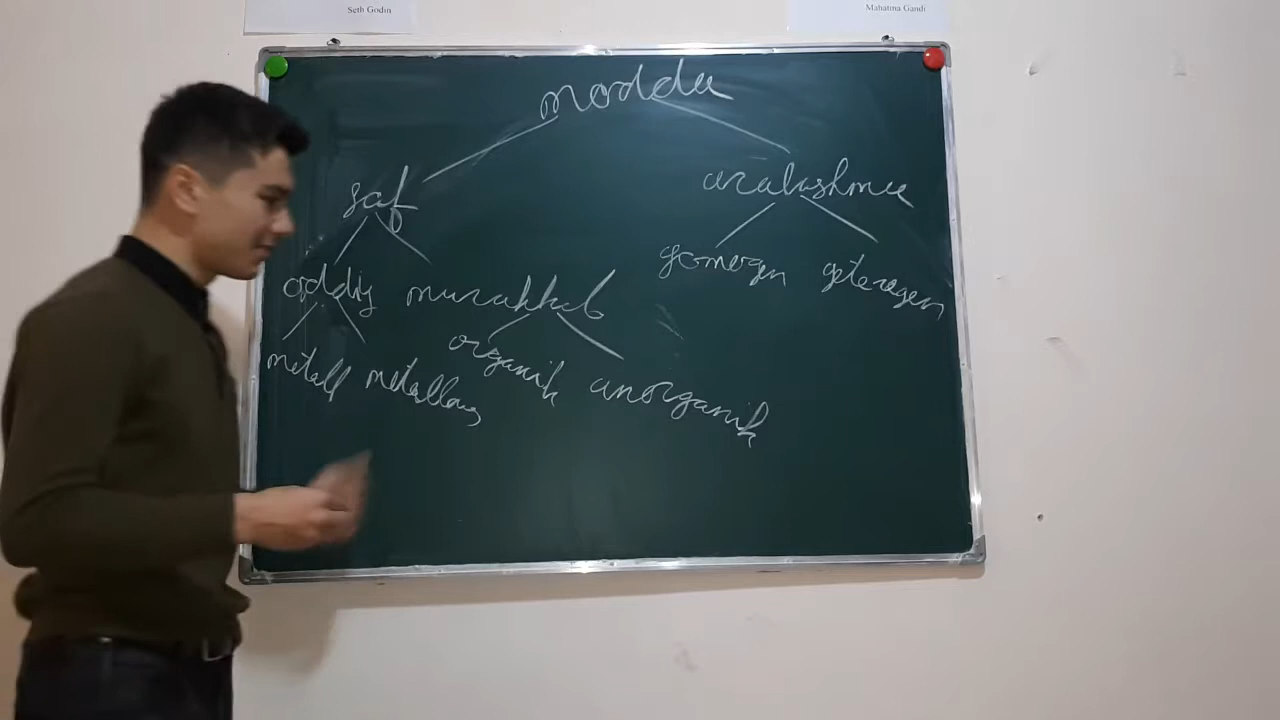 Seth Godin
Mahatma Gandi
modda
saf
aralashma
oddiy
murakkab
gomogen
geterogen
metall
metallmas
organik
anorganik